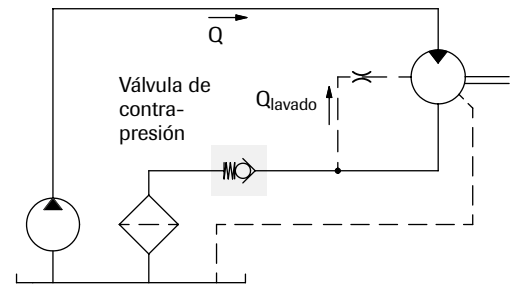 Q
Válvula de
contra-
presión
Qlavado